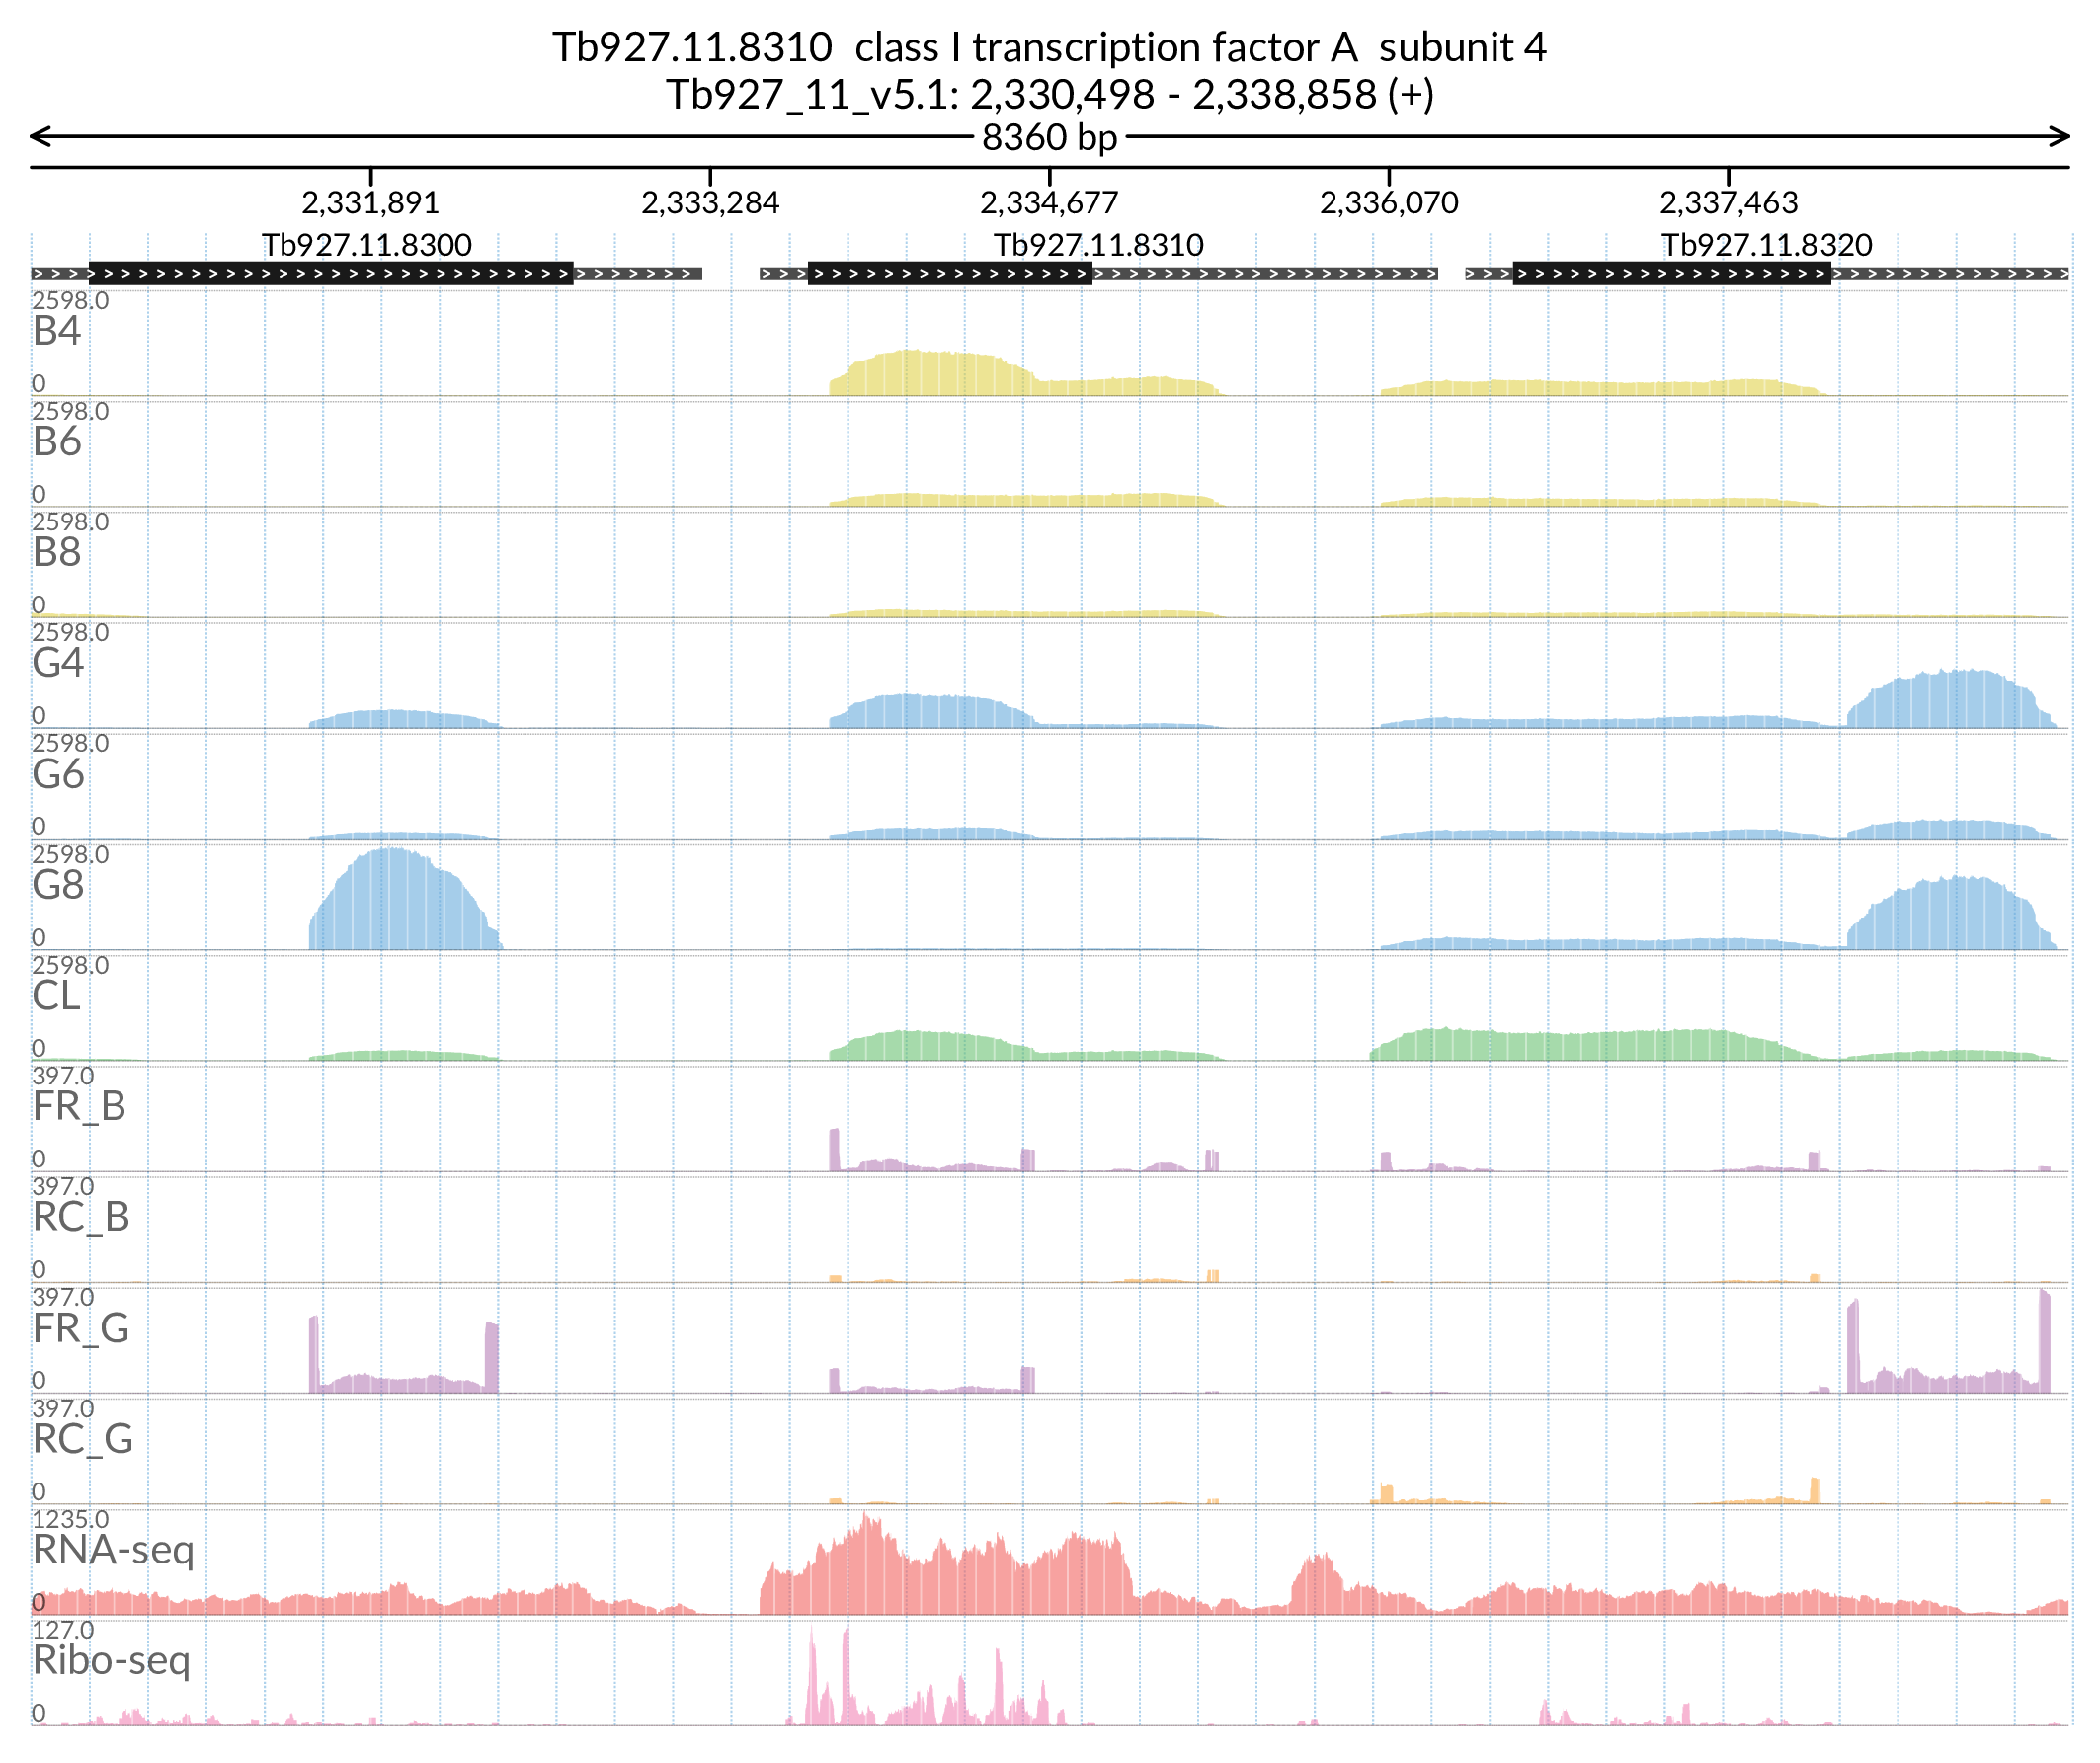 Tb927.11.8310  class I transcription factor A  subunit 4
Tb927_11_v5.1: 2,330,498 - 2,338,858 (+)
8360 bp
2,331,891 2,333,284 2,334,677 2,336,070 2,337,463
Tb927.11.8300 Tb927.11.8310 Tb927.11.8320
2598.0
B4
0
2598.0
B6
0
2598.0
B8
0
2598.0
G4
0
2598.0
G6
0
2598.0
G8
0
2598.0
CL
0
397.0
FR_B
0
397.0
RC_B
0
397.0
FR_G
0
397.0
RC_G
0
1235.0
RNA-seq
0
127.0
Ribo-seq
0